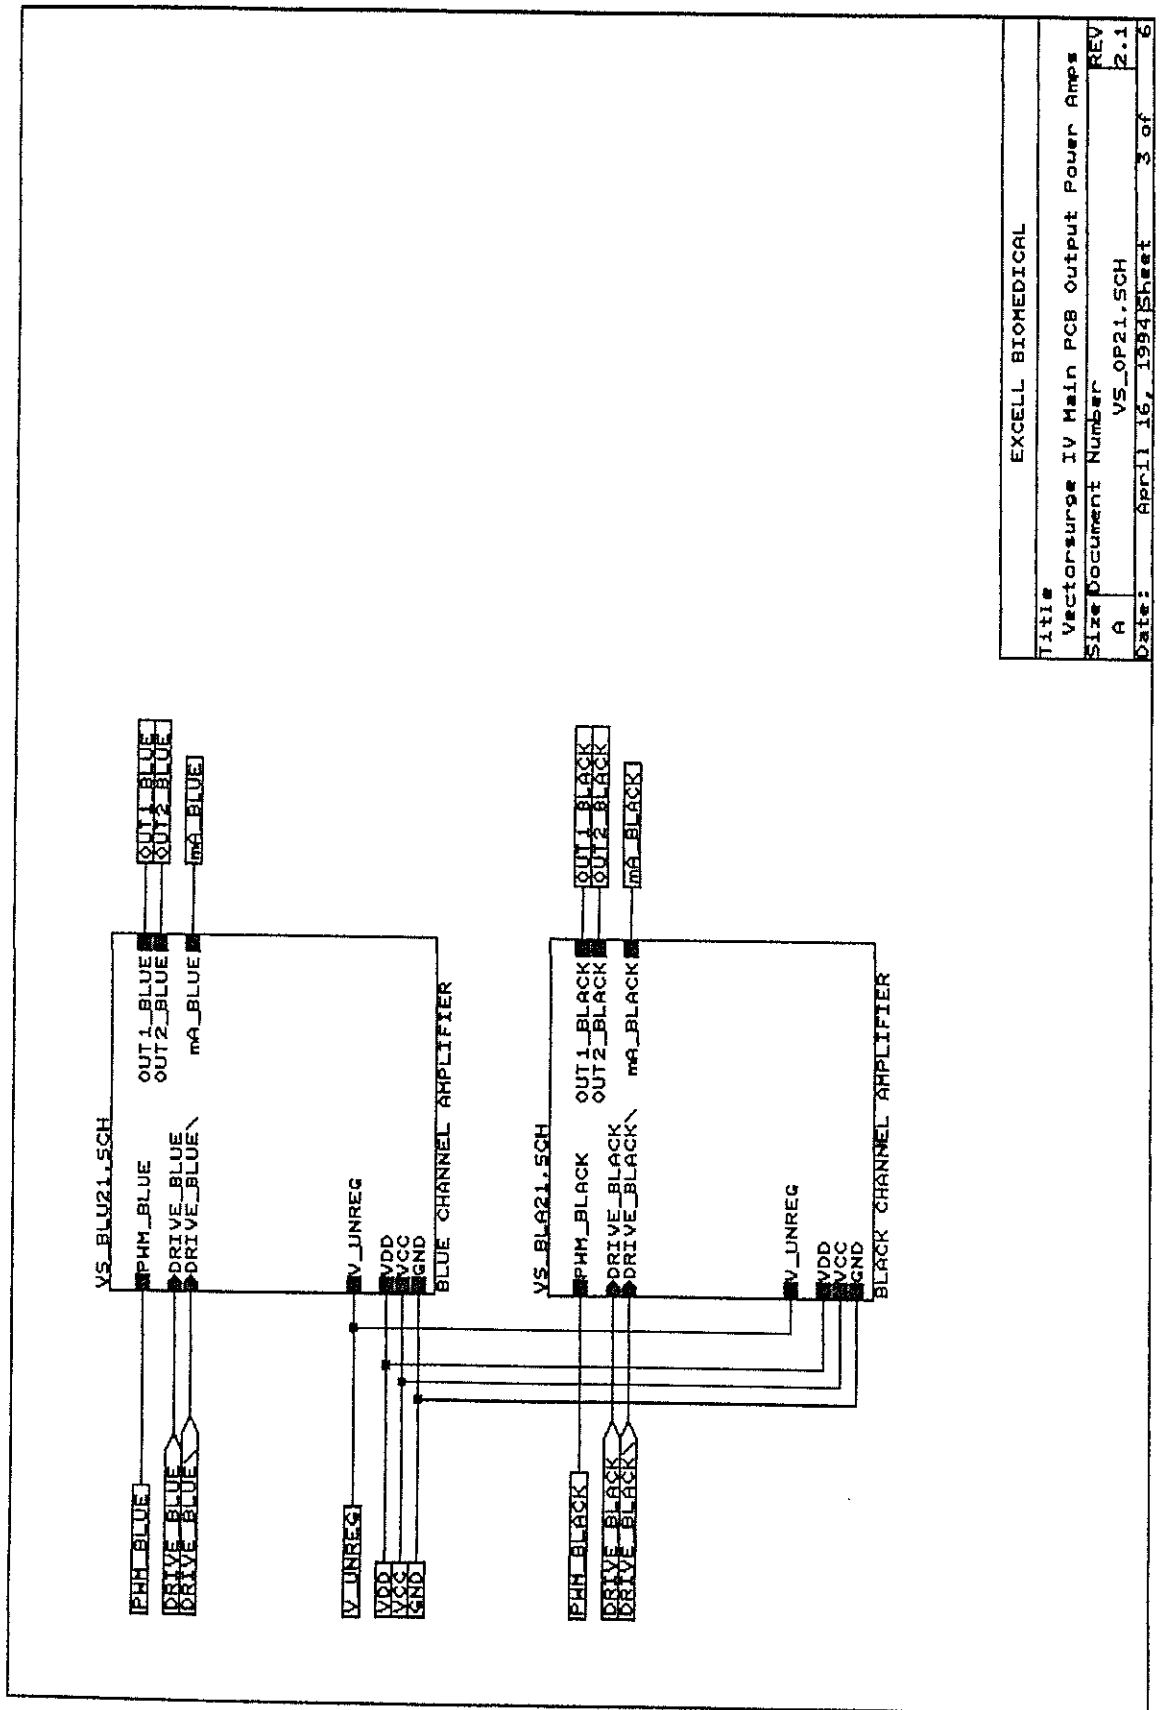 VS_BLU21.SCH
PWM_BLUE
PWM_BLUE
OUT1_BLUE
OUT1_BLUE
OUT2_BLUE
OUT2_BLUE
DRIVE_BLUE
DRIVE_BLUE
DRIVE_BLUE\
DRIVE_BLUE\
mA_BLUE
mA_BLUE
V_UNREG
V_UNREG
VDD
VDD
VCC
VCC
GND
GND
BLUE CHANNEL AMPLIFIER
VS_BLA21.SCH
PWM_BLACK
PWM_BLACK
OUT1_BLACK
OUT1_BLACK
OUT2_BLACK
OUT2_BLACK
DRIVE_BLACK
DRIVE_BLACK
DRIVE_BLACK\
DRIVE_BLACK\
mA_BLACK
mA_BLACK
V_UNREG
VDD
VCC
GND
BLACK CHANNEL AMPLIFIER
EXCELL BIOMEDICAL
Title
Vectorsurge IV Main PCB Output Power Amps
Size Document Number REV
A VS_OP21.SCH 2.1
Date: April 16, 1994 Sheet 3 of 6